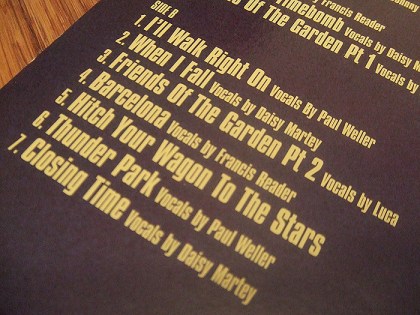 Francis Reader
Timebomb Vocals by Daisy
Of The Garden Pt 1 Vocals
SIDE B
1. I'll Walk Right On Vocals By Paul Weller
2. When I Fall Vocals by Daisy Martey
3. Friends Of The Garden Pt 2 Vocals by Luca
4. Barcelona Vocals by Francis Reader
5. Hitch Your Wagon To The Stars
6. Thunder Park Vocals by Paul Weller
7. Closing Time Vocals by Daisy Martey